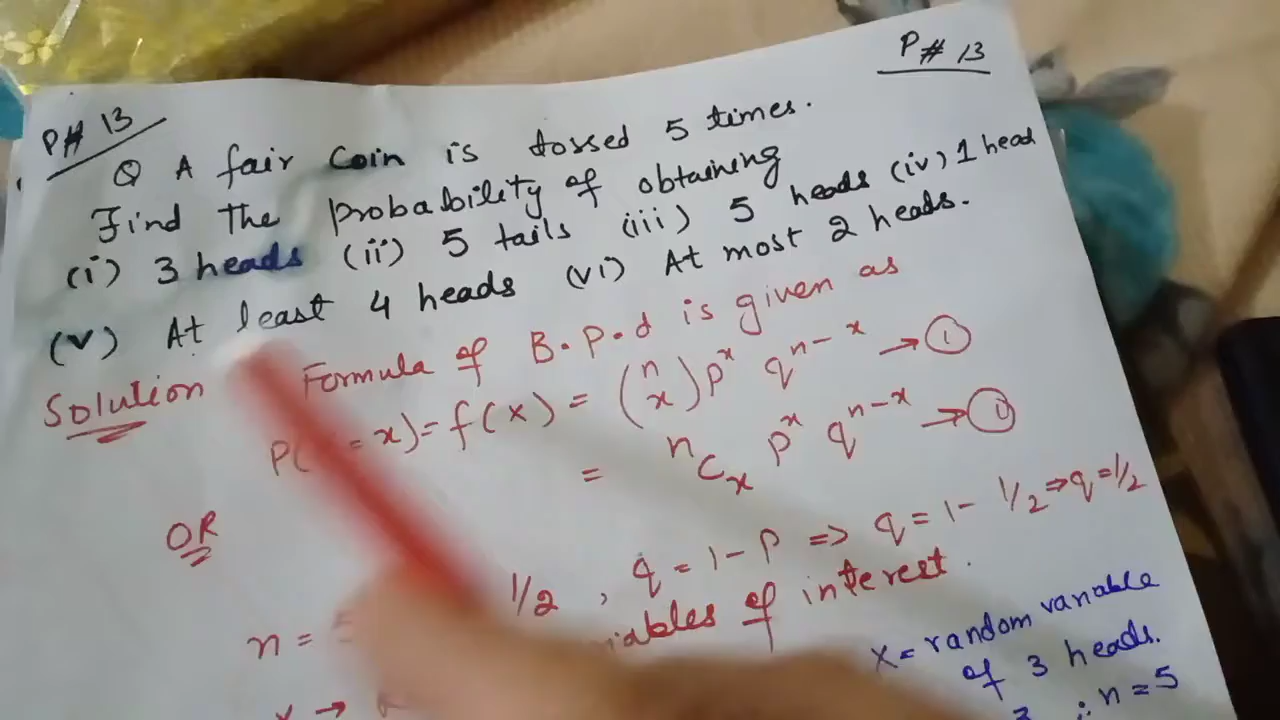 P# 13
P# 13
Q A fair coin is tossed 5 times.
Find the probability of obtaining
(i) 3 heads (ii) 5 tails (iii) 5 heads (iv) 1 head
(v) At least 4 heads (vi) At most 2 heads.
Solution Formula of B.P.d is given as
P( = x) = f(x) = (n x) p^x q^{n-x} → ①
= ^nC_x p^x q^{n-x} →
OR
n = 1/2 , q = 1 - p ⇒ q = 1 - 1/2 ⇒ q = 1/2
of interest.
x →
X = random variable
of 3 heads.
∴ n = 5